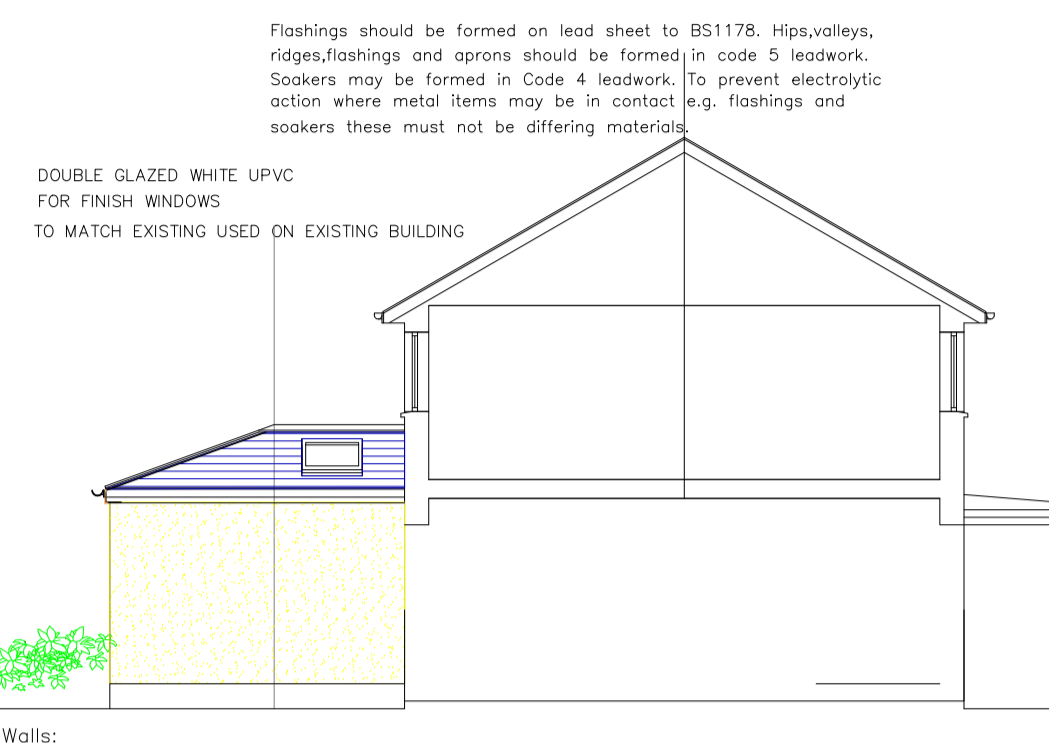 Flashings should be formed on lead sheet to BS1178. Hips,valleys,
ridges,flashings and aprons should be formed in code 5 leadwork.
Soakers may be formed in Code 4 leadwork. To prevent electrolytic
action where metal items may be in contact e.g. flashings and
soakers these must not be differing materials.
DOUBLE GLAZED WHITE UPVC
FOR FINISH WINDOWS
TO MATCH EXISTING USED ON EXISTING BUILDING
Walls: